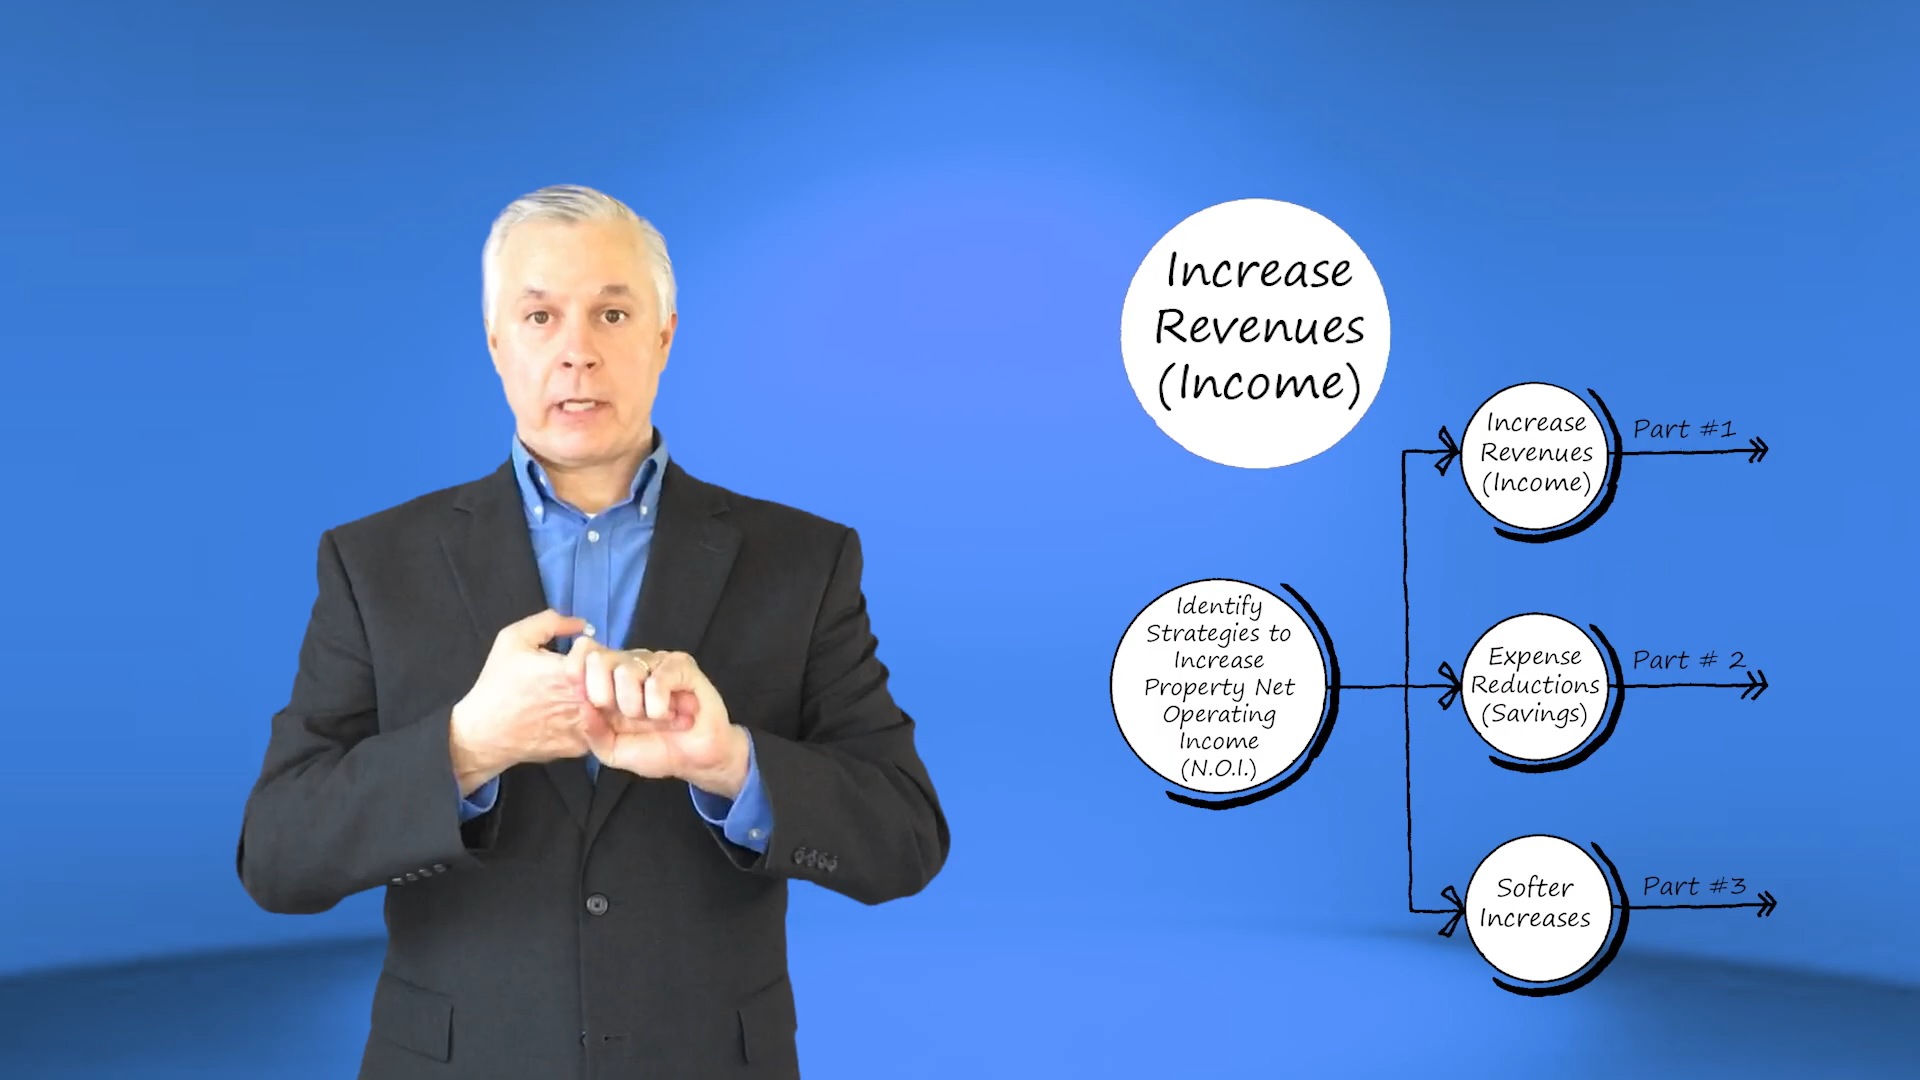 Increase
Revenues
(Income)
Identify
Strategies to
Increase
Property Net
Operating
Income
(N.O.I.)
Increase
Revenues
(Income)
Part #1
Expense
Reductions
(Savings)
Part # 2
Softer
Increases
Part #3